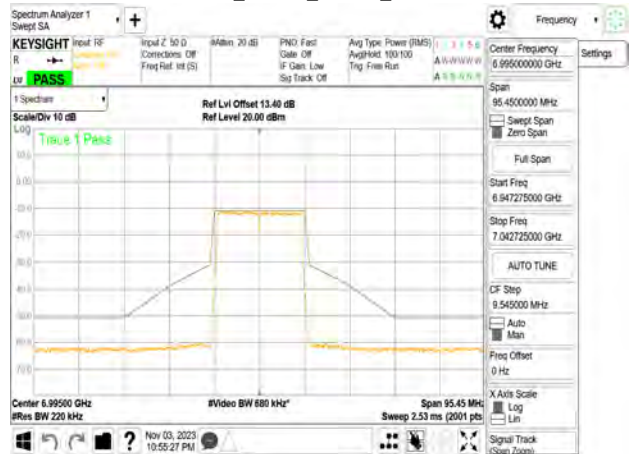 Spectrum Analyzer 1
Swept SA
+
Frequency
KEYSIGHT
Input: RF
Input Z: 50 Ω
#Atten: 20 dB
PNO: Fast
Avg Type: Power (RMS)
R
Corrections: Off
Gate: Off
Avg|Hold: 100/100
Freq Ref: Int (S)
IF Gain: Low
Trig: Free Run
Sig Track: Off
PASS
Center Frequency
6.995000000 GHz
Settings
Span
95.4500000 MHz
Swept Span
Zero Span
Full Span
Start Freq
6.947275000 GHz
Stop Freq
7.042725000 GHz
AUTO TUNE
CF Step
9.545000 MHz
Auto
Man
Freq Offset
0 Hz
X Axis Scale
Log
Lin
Signal Track
(Span Zoom)
1 Spectrum
Scale/Div 10 dB
Ref Lvl Offset 13.40 dB
Ref Level 20.00 dBm
Log
Trace 1 Pass
Center 6.99500 GHz
#Video BW 680 kHz*
Span 95.45 MHz
#Res BW 220 kHz
Sweep 2.53 ms (2001 pts
?
Nov 03, 2023
10:55:27 PM